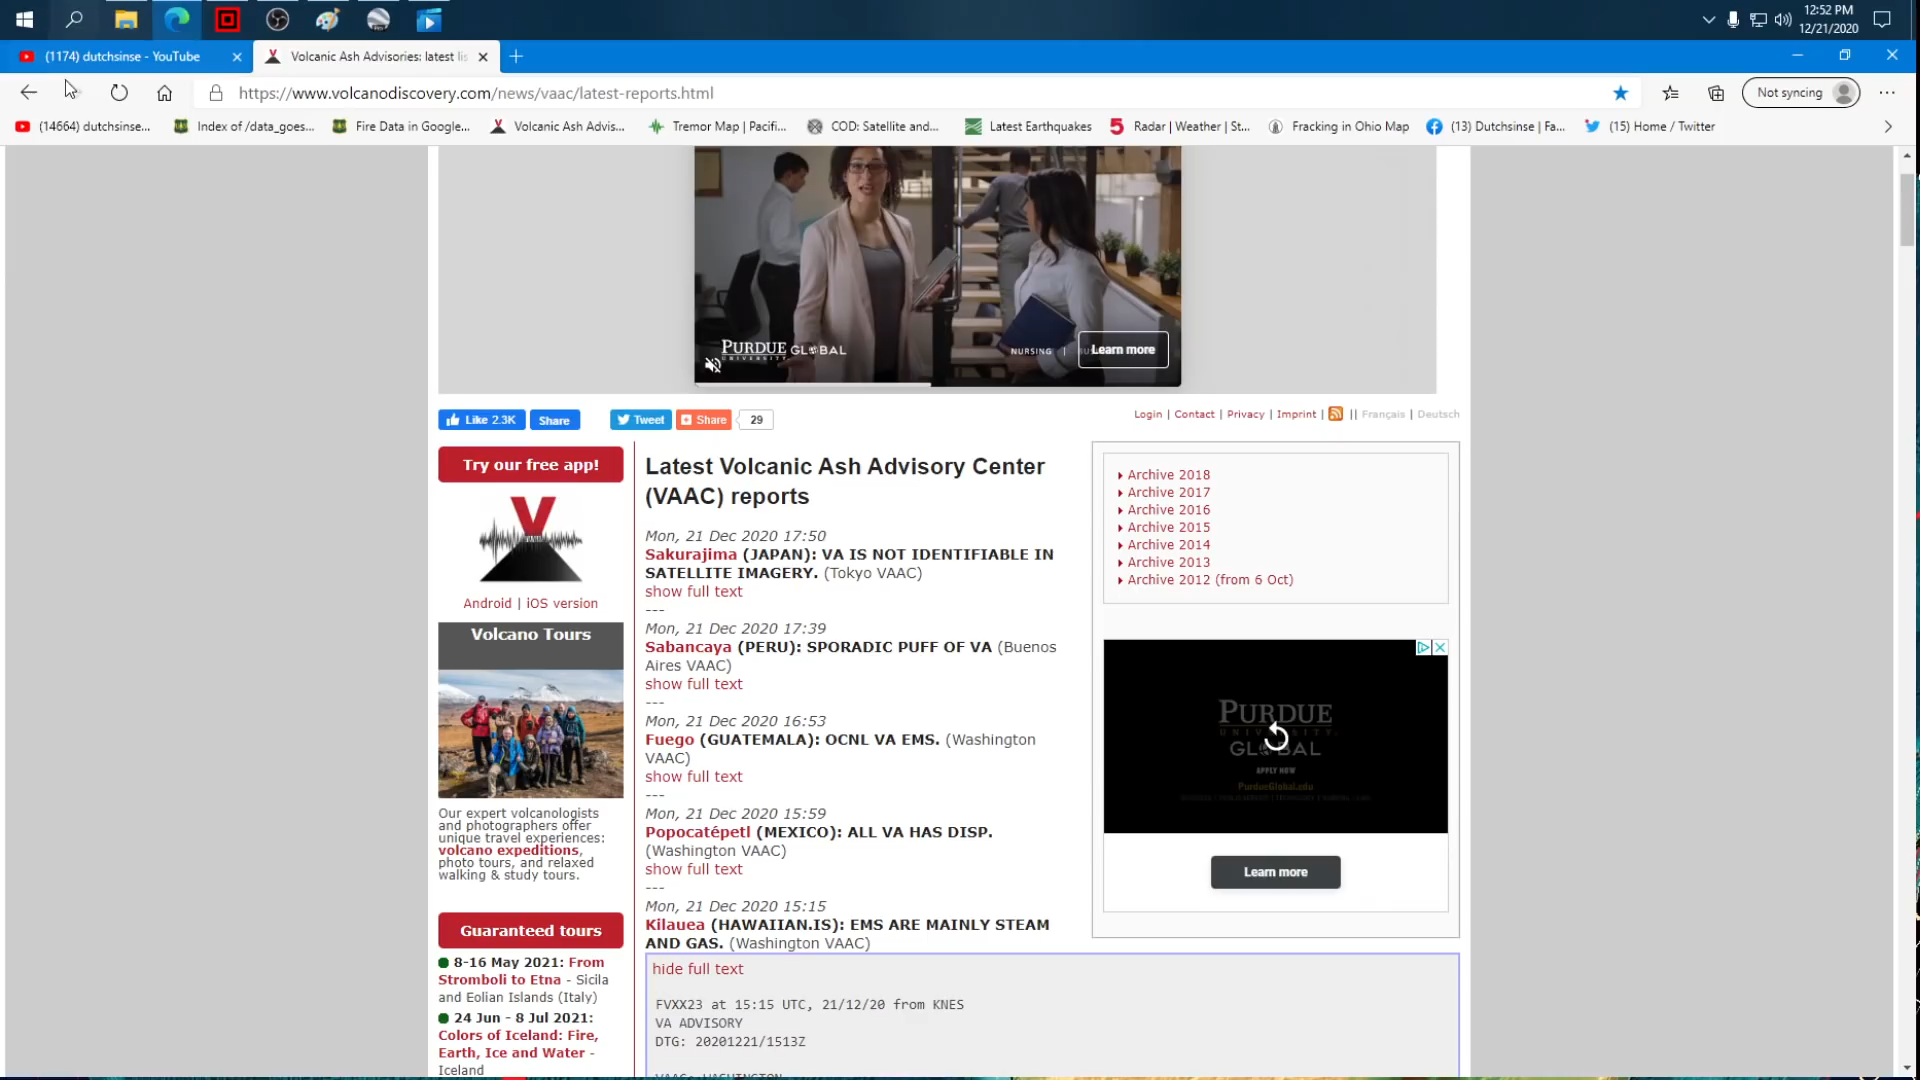 12:52 PM
12/21/2020
(1174) dutchsinse - YouTube
Volcanic Ash Advisories: latest lis
https://www.volcanodiscovery.com/news/vaac/latest-reports.html
Not syncing
(14664) dutchsinse...
Index of /data_goes...
Fire Data in Google...
Volcanic Ash Advis...
Tremor Map | Pacifi...
COD: Satellite and...
Latest Earthquakes
Radar | Weather | St...
Fracking in Ohio Map
(13) Dutchsinse | Fa...
(15) Home / Twitter
PURDUE GLOBAL
UNIVERSITY
NURSING |
Learn more
Like 2.3K
Share
Tweet
Share
29
Login | Contact | Privacy | Imprint | || Français | Deutsch
Try our free app!
Android | iOS version
Volcano Tours
Our expert volcanologists
and photographers offer
unique travel experiences:
volcano expeditions,
photo tours, and relaxed
walking & study tours.
Guaranteed tours
8-16 May 2021: From
Stromboli to Etna - Sicila
and Eolian Islands (Italy)
24 Jun - 8 Jul 2021:
Colors of Iceland: Fire,
Earth, Ice and Water -
Iceland
Latest Volcanic Ash Advisory Center
(VAAC) reports
Mon, 21 Dec 2020 17:50
Sakurajima (JAPAN): VA IS NOT IDENTIFIABLE IN
SATELLITE IMAGERY. (Tokyo VAAC)
show full text
---
Mon, 21 Dec 2020 17:39
Sabancaya (PERU): SPORADIC PUFF OF VA (Buenos
Aires VAAC)
show full text
---
Mon, 21 Dec 2020 16:53
Fuego (GUATEMALA): OCNL VA EMS. (Washington
VAAC)
show full text
---
Mon, 21 Dec 2020 15:59
Popocatépetl (MEXICO): ALL VA HAS DISP.
(Washington VAAC)
show full text
---
Mon, 21 Dec 2020 15:15
Kilauea (HAWAIIAN.IS): EMS ARE MAINLY STEAM
AND GAS. (Washington VAAC)
hide full text
FVXX23 at 15:15 UTC, 21/12/20 from KNES
VA ADVISORY
DTG: 20201221/1513Z
VAAC: WASHINGTON
Archive 2018
Archive 2017
Archive 2016
Archive 2015
Archive 2014
Archive 2013
Archive 2012 (from 6 Oct)
PURDUE
UNIVERSITY
GLOBAL
APPLY NOW
PurdueGlobal.edu
Learn more